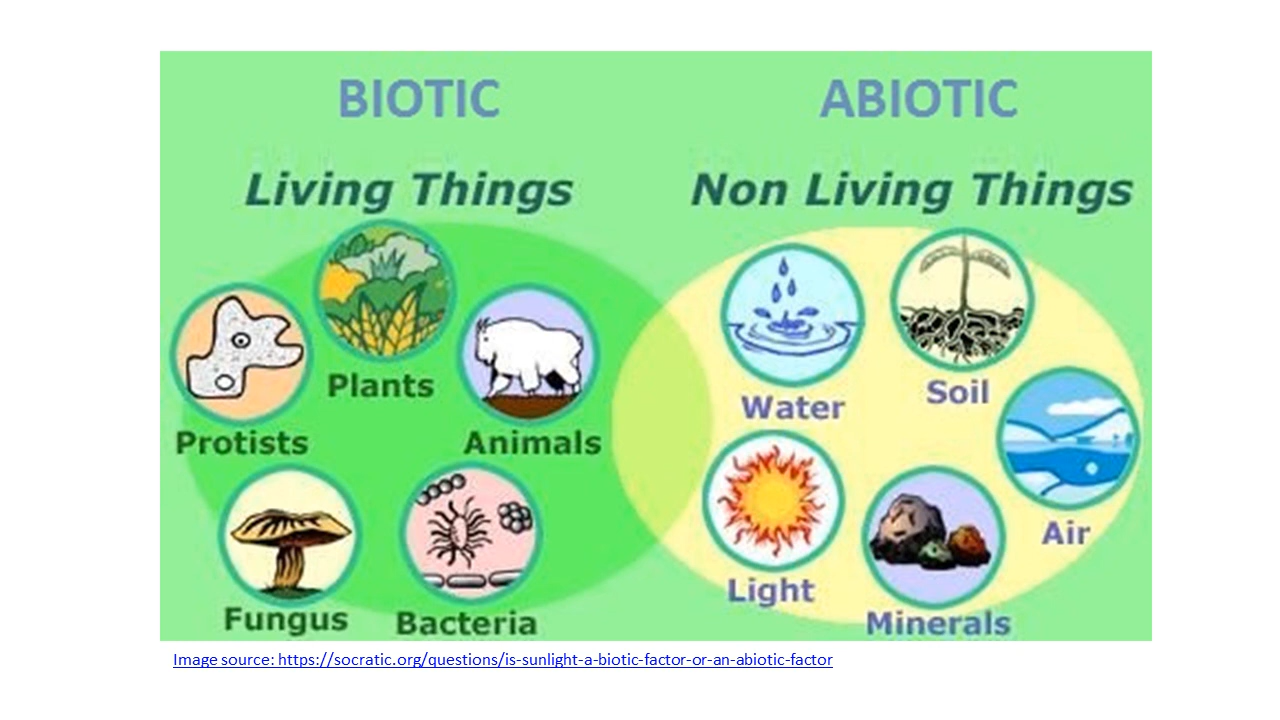 BIOTIC
ABIOTIC
Living Things
Non Living Things
Protists
Plants
Animals
Fungus
Bacteria
Water
Soil
Air
Light
Minerals
Image source: https://socratic.org/questions/is-sunlight-a-biotic-factor-or-an-abiotic-factor